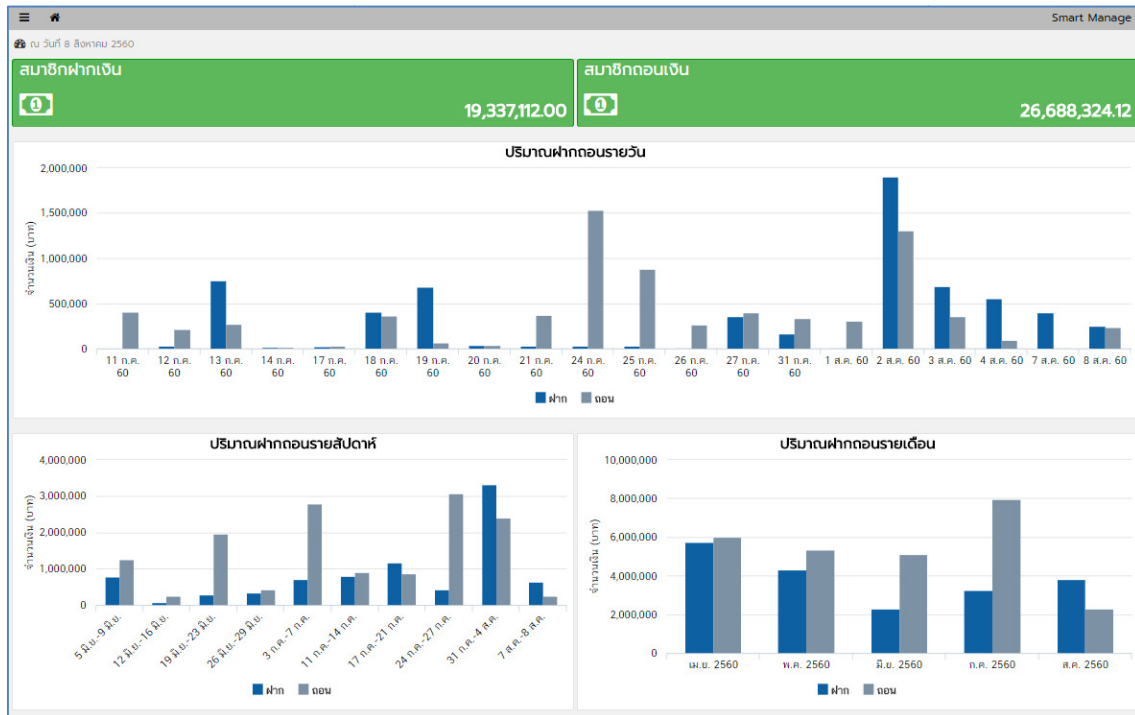 Smart Manage
ณ วันที่ 8 สิงหาคม 2560
สมาชิกฝากเงิน
19,337,112.00
สมาชิกถอนเงิน
26,688,324.12
ปริมาณฝากถอนรายวัน
จำนวนเงิน (บาท)
2,000,000
1,500,000
1,000,000
500,000
0
11 ก.ค. 60
12 ก.ค. 60
13 ก.ค. 60
14 ก.ค. 60
17 ก.ค. 60
18 ก.ค. 60
19 ก.ค. 60
20 ก.ค. 60
21 ก.ค. 60
24 ก.ค. 60
25 ก.ค. 60
26 ก.ค. 60
27 ก.ค. 60
31 ก.ค. 60
1 ส.ค. 60
2 ส.ค. 60
3 ส.ค. 60
4 ส.ค. 60
7 ส.ค. 60
8 ส.ค. 60
ฝาก ถอน
ปริมาณฝากถอนรายสัปดาห์
จำนวนเงิน (บาท)
4,000,000
3,000,000
2,000,000
1,000,000
0
5 มิ.ย.-9 มิ.ย.
12 มิ.ย.-16 มิ.ย.
19 มิ.ย.-23 มิ.ย.
26 มิ.ย.-29 มิ.ย.
3 ก.ค.-7 ก.ค.
11 ก.ค.-14 ก.ค.
17 ก.ค.-21 ก.ค.
24 ก.ค.-27 ก.ค.
31 ก.ค.-4 ส.ค.
7 ส.ค.-8 ส.ค.
ฝาก ถอน
ปริมาณฝากถอนรายเดือน
จำนวนเงิน (บาท)
10,000,000
8,000,000
6,000,000
4,000,000
2,000,000
0
เม.ย. 2560
พ.ค. 2560
มิ.ย. 2560
ก.ค. 2560
ส.ค. 2560
ฝาก ถอน